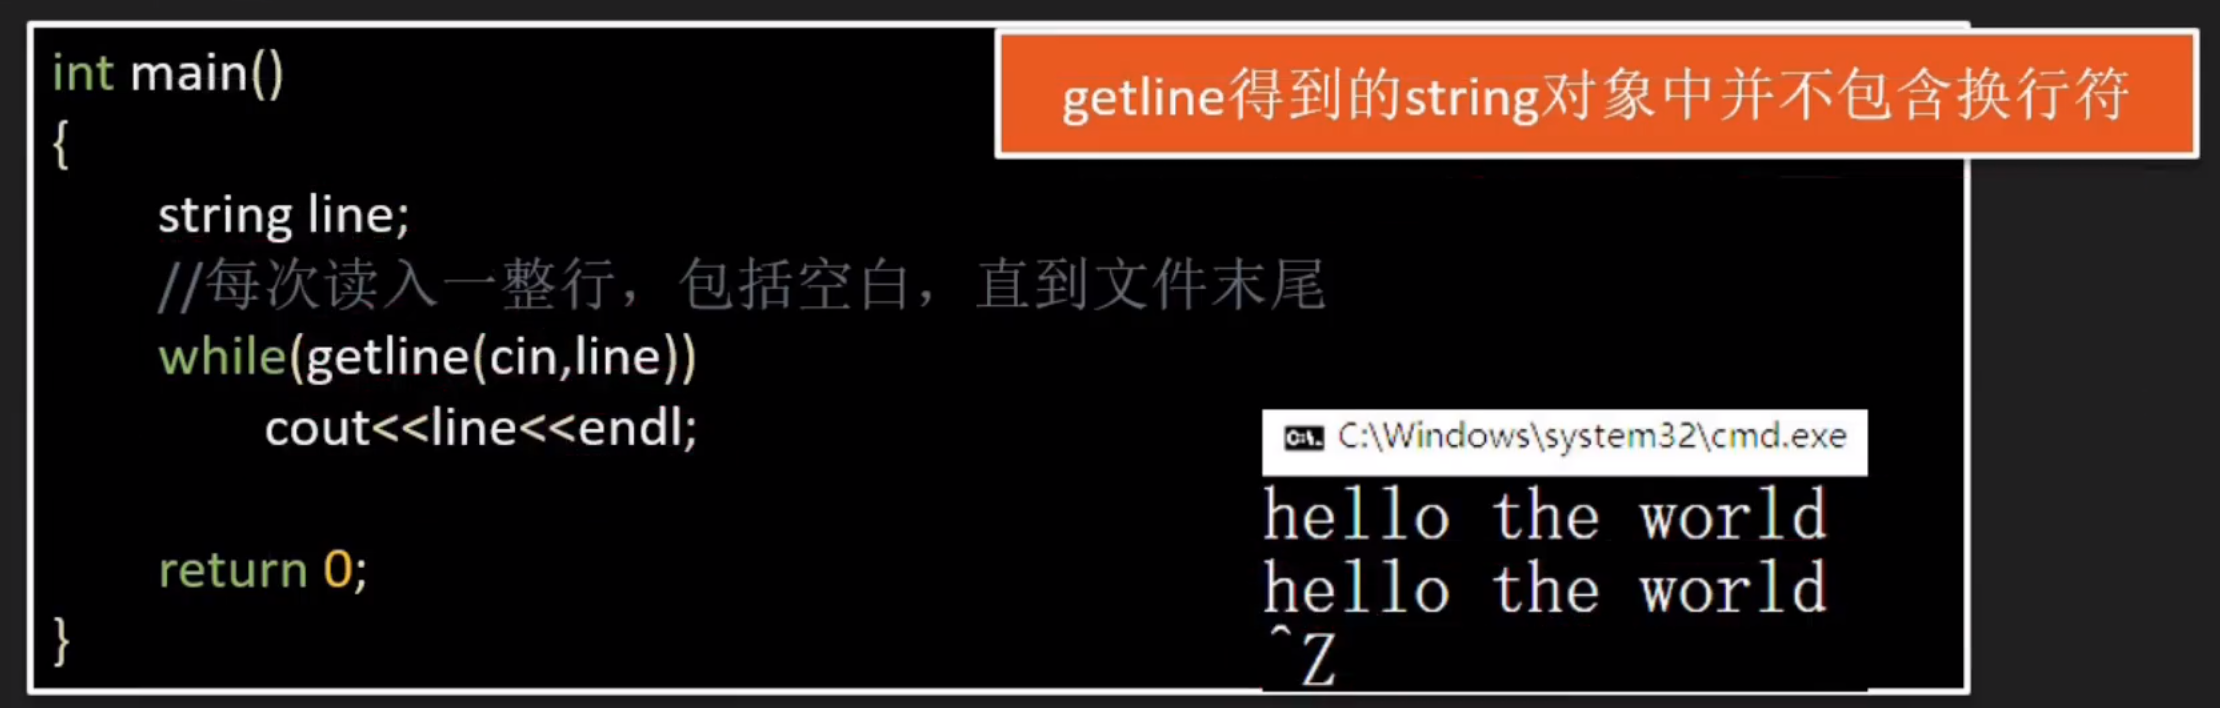 int main()
getline得到的string对象中并不包含换行符
{
string line;
//每次读入一整行，包括空白，直到文件末尾
while(getline(cin,line))
cout<<line<<endl;
return 0;
}
C:\Windows\system32\cmd.exe
hello the world
hello the world
^Z